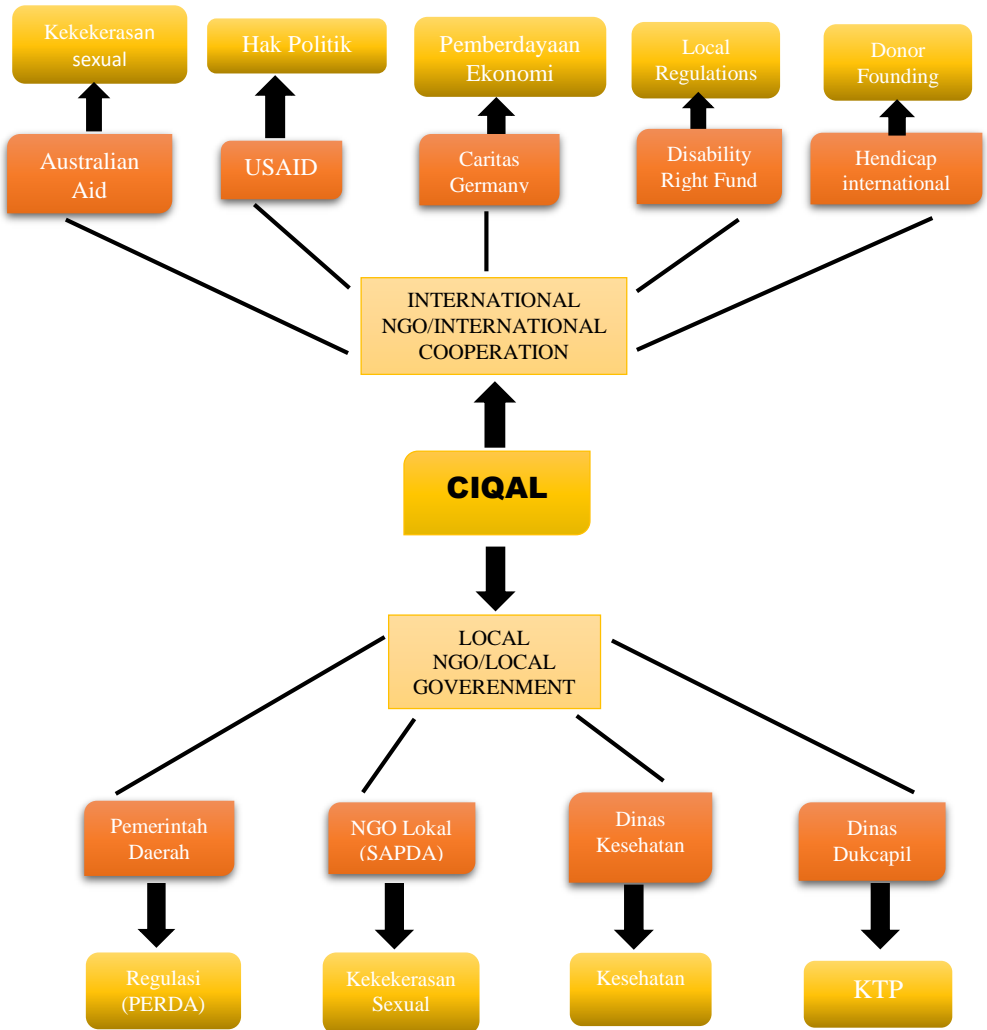 Kekekerasan
sexual
Hak Politik
Pemberdayaan
Ekonomi
Local
Regulations
Donor
Founding
Australian
Aid
USAID
Caritas
Germany
Disability
Right Fund
Hendicap
international
INTERNATIONAL
NGO/INTERNATIONAL
COOPERATION
CIQAL
LOCAL
NGO/LOCAL
GOVERENMENT
Pemerintah
Daerah
NGO Lokal
(SAPDA)
Dinas
Kesehatan
Dinas
Dukcapil
Regulasi
(PERDA)
Kekekerasan
Sexual
Kesehatan
KTP